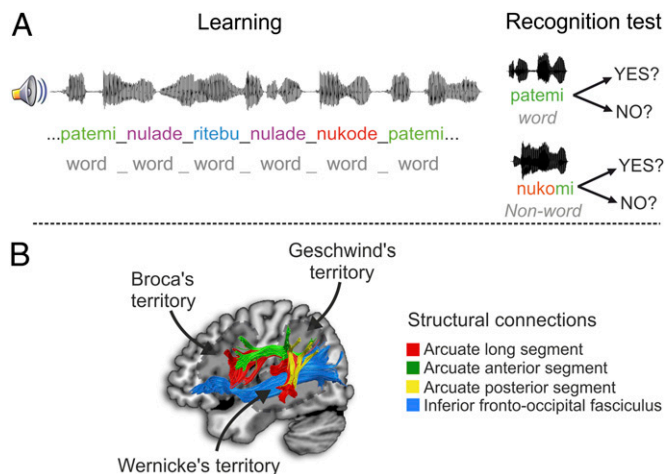 A
Learning
Recognition test
...patemi_nulade_ritebu_nulade_nukode_patemi...
word _ word _ word _ word _ word _ word
patemi
word
YES?
NO?
nukomi
Non-word
YES?
NO?
B
Broca's
territory
Geschwind's
territory
Wernicke's territory
Structural connections
Arcuate long segment
Arcuate anterior segment
Arcuate posterior segment
Inferior fronto-occipital fasciculus